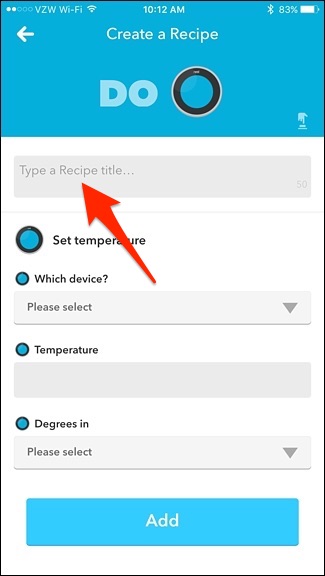 VZW Wi-Fi 10:12 AM 83%
Create a Recipe
DO
Type a Recipe title...
50
Set temperature
Which device?
Please select
Temperature
Degrees in
Please select
Add